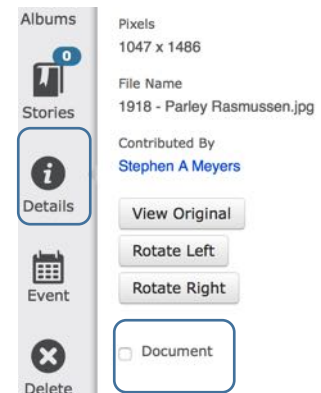 Albums
0
Stories
Details
Event
Delete
Pixels
1047 x 1486
File Name
1918 - Parley Rasmussen.jpg
Contributed By
Stephen A Meyers
View Original
Rotate Left
Rotate Right
Document